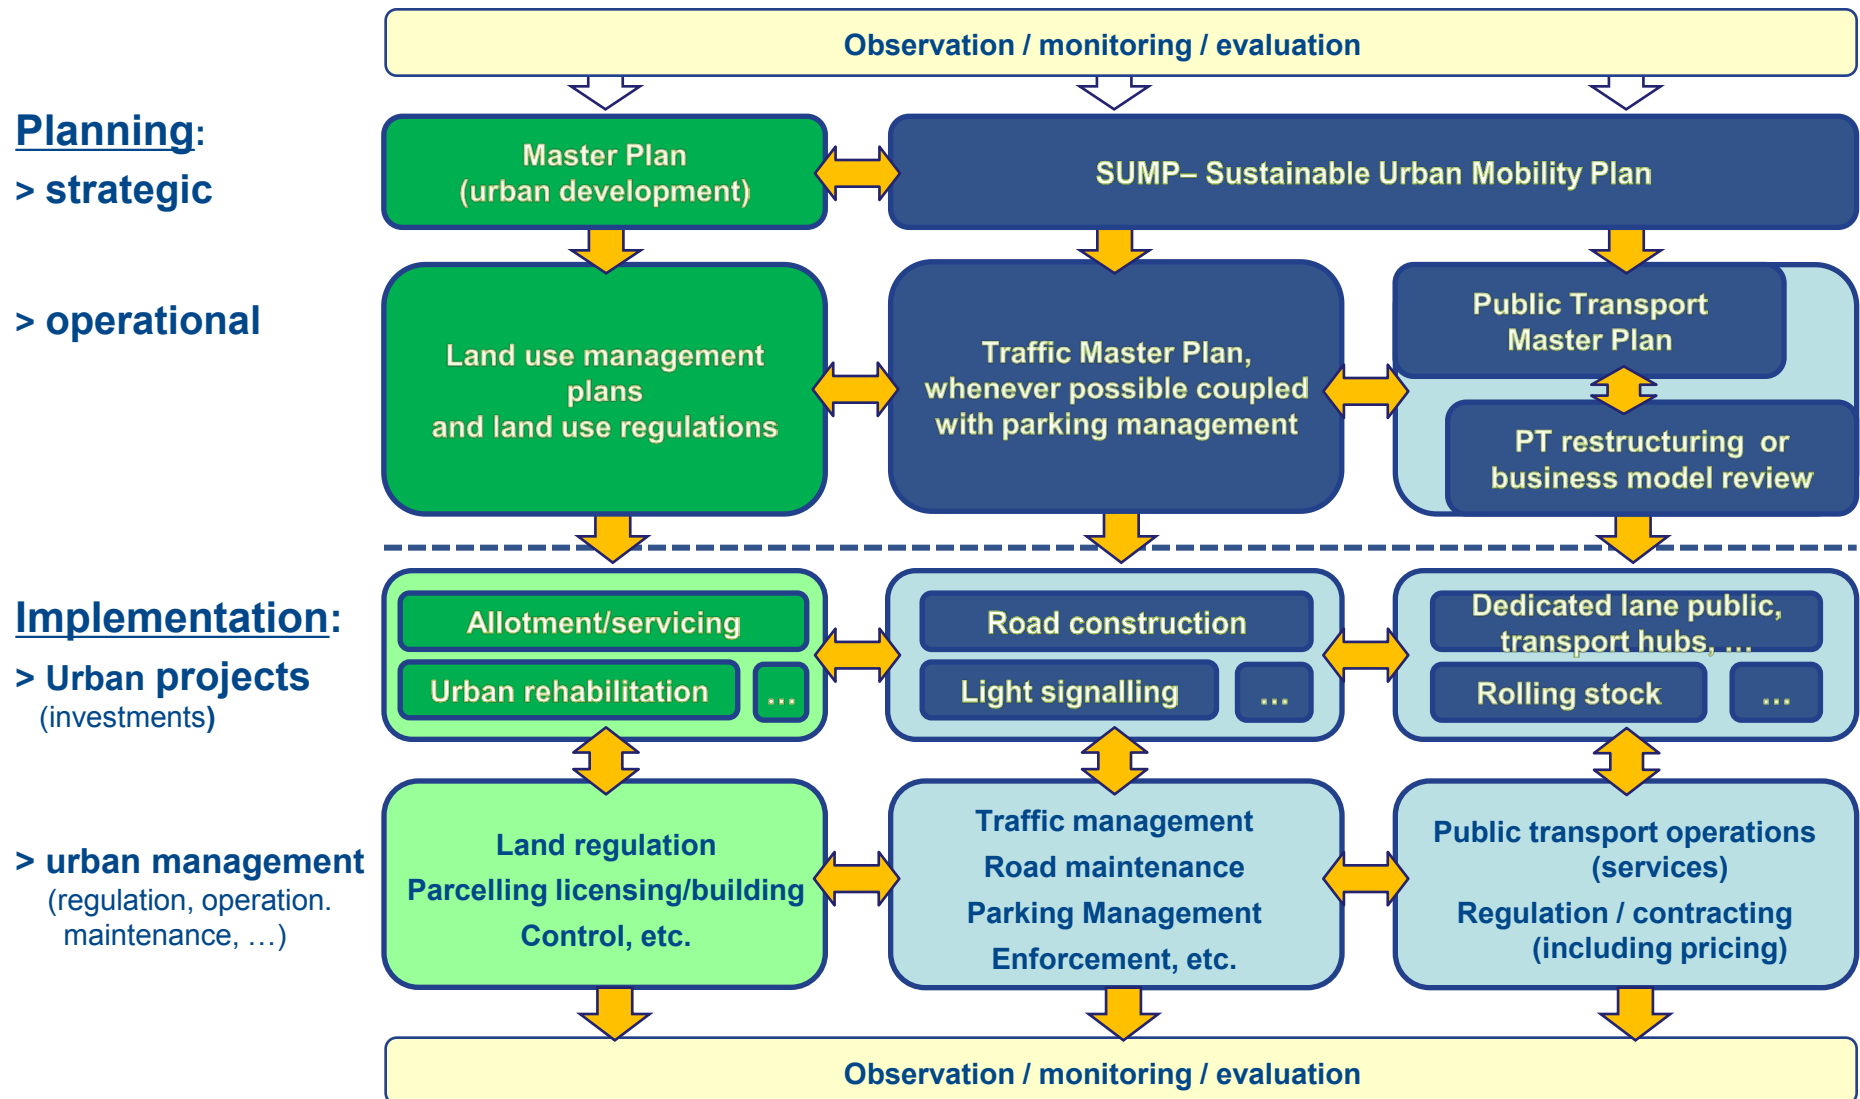 Observation / monitoring / evaluation
Planning:
> strategic
Master Plan
(urban development)
SUMP– Sustainable Urban Mobility Plan
> operational
Land use management
plans
and land use regulations
Traffic Master Plan,
whenever possible coupled
with parking management
Public Transport
Master Plan
PT restructuring or
business model review
Implementation:
> Urban projects
(investments)
Allotment/servicing
Urban rehabilitation
...
Road construction
Light signalling
...
Dedicated lane public,
transport hubs, ...
Rolling stock
...
> urban management
(regulation, operation.
maintenance, ...)
Land regulation
Parcelling licensing/building
Control, etc.
Traffic management
Road maintenance
Parking Management
Enforcement, etc.
Public transport operations
(services)
Regulation / contracting
(including pricing)
Observation / monitoring / evaluation